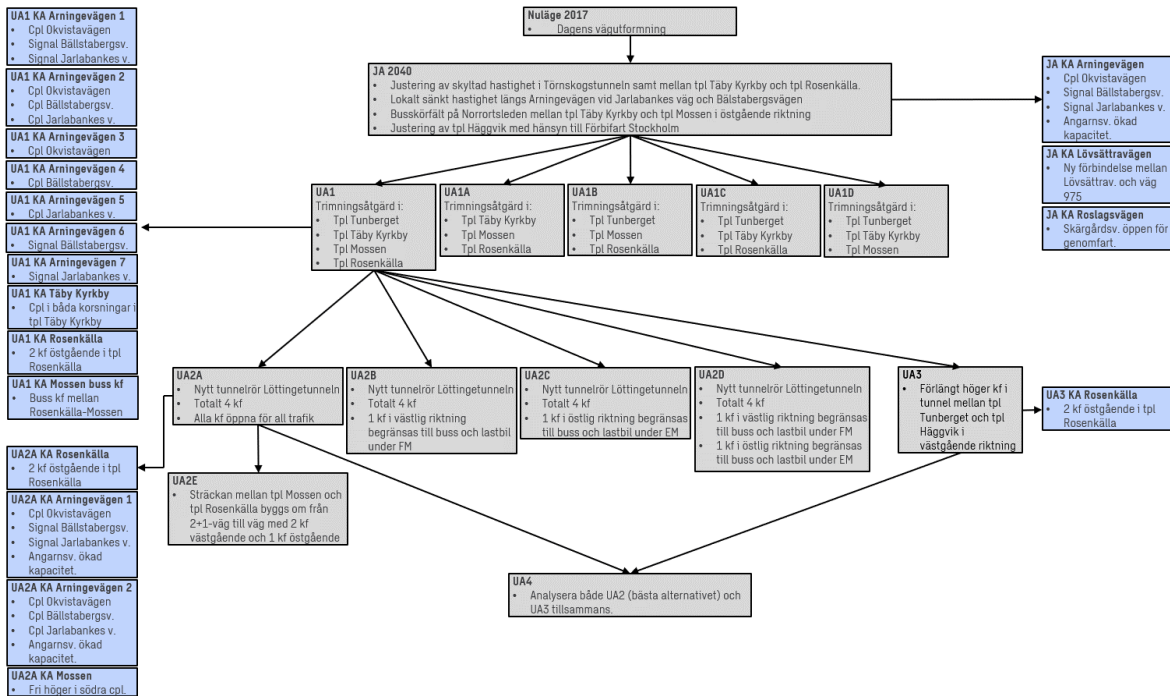 UA1 KA Arningevägen 1
• Cpl Okvistavägen
• Signal Bällstabergsv.
• Signal Jarlabankes v.
UA1 KA Arningevägen 2
• Cpl Okvistavägen
• Cpl Bällstabergsv.
• Cpl Jarlabankes v.
UA1 KA Arningevägen 3
• Cpl Okvistavägen
UA1 KA Arningevägen 4
• Cpl Bällstabergsv.
UA1 KA Arningevägen 5
• Cpl Jarlabankes v.
UA1 KA Arningevägen 6
• Signal Bällstabergsv.
UA1 KA Arningevägen 7
• Signal Jarlabankes v.
UA1 KA Täby Kyrkby
• Cpl i båda korsningar i
tpl Täby Kyrkby
UA1 KA Rosenkälla
• 2 kf östgående i tpl
Rosenkälla
UA1 KA Mossen buss kf
• Buss kf mellan
Rosenkälla-Mossen
UA2A KA Rosenkälla
• 2 kf östgående i tpl
Rosenkälla
UA2A KA Arningevägen 1
• Cpl Okvistavägen
• Signal Bällstabergsv.
• Signal Jarlabankes v.
• Angarnsv. ökad
kapacitet.
UA2A KA Arningevägen 2
• Cpl Okvistavägen
• Cpl Bällstabergsv.
• Cpl Jarlabankes v.
• Angarnsv. ökad
kapacitet.
UA2A KA Mossen
• Fri höger i södra cpl.
Nuläge 2017
• Dagens vägutformning
JA 2040
• Justering av skyltad hastighet i Törnskogstunneln samt mellan tpl Täby Kyrkby och tpl Rosenkälla.
• Lokalt sänkt hastighet längs Arningevägen vid Jarlabankes väg och Bälstabergsvägen
• Busskörfält på Norrortsleden mellan tpl Täby Kyrkby och tpl Mossen i östgående riktning
• Justering av tpl Häggvik med hänsyn till Förbifart Stockholm
JA KA Arningevägen
• Cpl Okvistavägen
• Signal Bällstabergsv.
• Signal Jarlabankes v.
• Angarnsv. ökad
kapacitet.
JA KA Lövsättravägen
• Ny förbindelse mellan
Lövsättrav. och väg
975
JA KA Roslagsvägen
• Skärgårdsv. öppen för
genomfart.
UA1
Trimningsåtgärd i:
• Tpl Tunberget
• Tpl Täby Kyrkby
• Tpl Mossen
• Tpl Rosenkälla
UA1A
Trimningsåtgärd i:
• Tpl Täby Kyrkby
• Tpl Mossen
• Tpl Rosenkälla
UA1B
Trimningsåtgärd i:
• Tpl Tunberget
• Tpl Mossen
• Tpl Rosenkälla
UA1C
Trimningsåtgärd i:
• Tpl Tunberget
• Tpl Täby Kyrkby
• Tpl Rosenkälla
UA1D
Trimningsåtgärd i:
• Tpl Tunberget
• Tpl Täby Kyrkby
• Tpl Mossen
UA2A
• Nytt tunnelrör Löttingetunneln
• Totalt 4 kf
• Alla kf öppna för all trafik
UA2B
• Nytt tunnelrör Löttingetunneln
• Totalt 4 kf
• 1 kf i västlig riktning
begränsas till buss och lastbil
under FM
UA2C
• Nytt tunnelrör Löttingetunneln
• Totalt 4 kf
• 1 kf i östlig riktning begränsas
till buss och lastbil under EM
UA2D
• Nytt tunnelrör Löttingetunneln
• Totalt 4 kf
• 1 kf i västlig riktning begränsas
till buss och lastbil under FM
• 1 kf i östlig riktning begränsas
till buss och lastbil under EM
UA3
• Förlängt höger kf i
tunnel mellan tpl
Tunberget och tpl
Häggvik i
västgående riktning
UA3 KA Rosenkälla
• 2 kf östgående i tpl
Rosenkälla
UA2E
• Sträckan mellan tpl Mossen och
tpl Rosenkälla byggs om från
2+1-väg till väg med 2 kf
västgående och 1 kf östgående
UA4
• Analysera både UA2 (bästa alternativet) och
UA3 tillsammans.